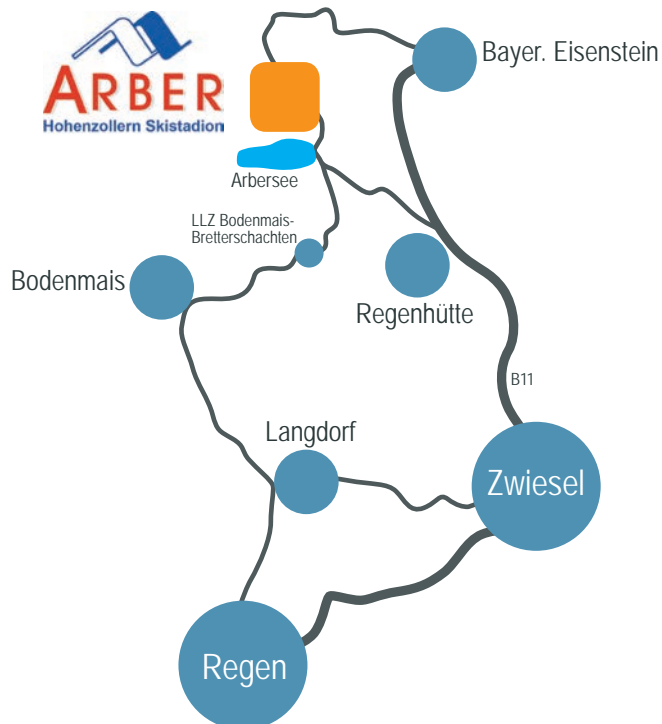 ARBER
Hohenzollern Skistadion
Bayer. Eisenstein
Arbersee
LLZ Bodenmais-
Bretterschachten
Bodenmais
Regenhütte
B11
Langdorf
Zwiesel
Regen